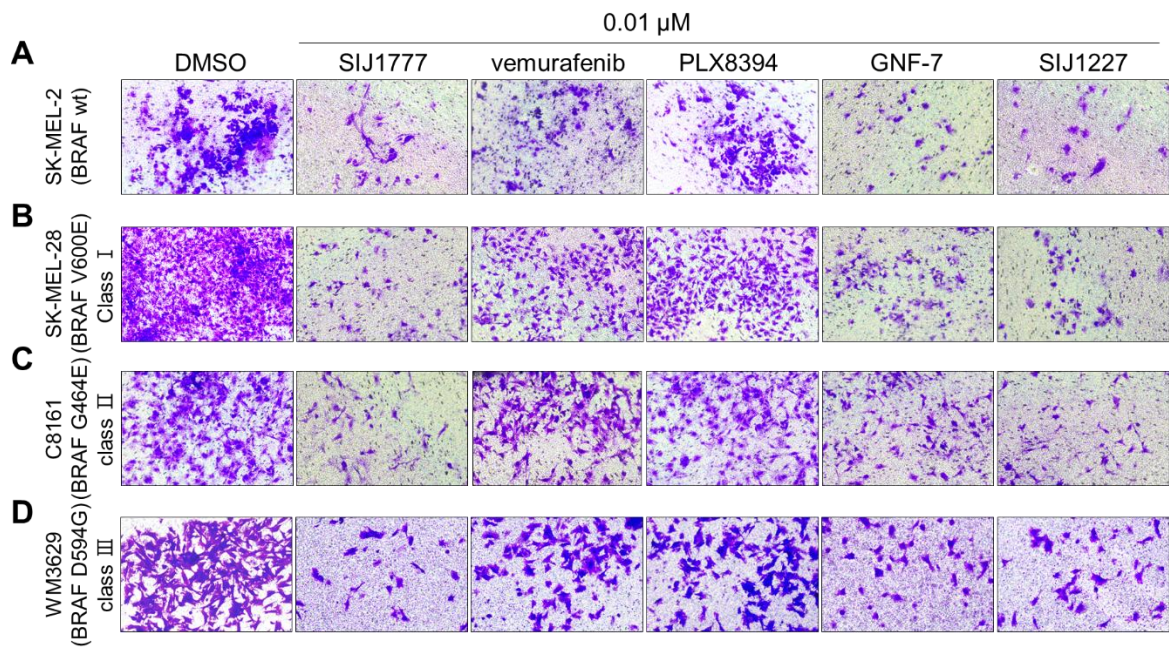 0.01 µM
A
DMSO
SIJ1777
vemurafenib
PLX8394
GNF-7
SIJ1227
SK-MEL-2
(BRAF wt)
B
SK-MEL-28
(BRAF V600E)
Class Ⅰ
C
C8161
(BRAF G464E)
class Ⅱ
D
WM3629
(BRAF D594G)
class Ⅲ